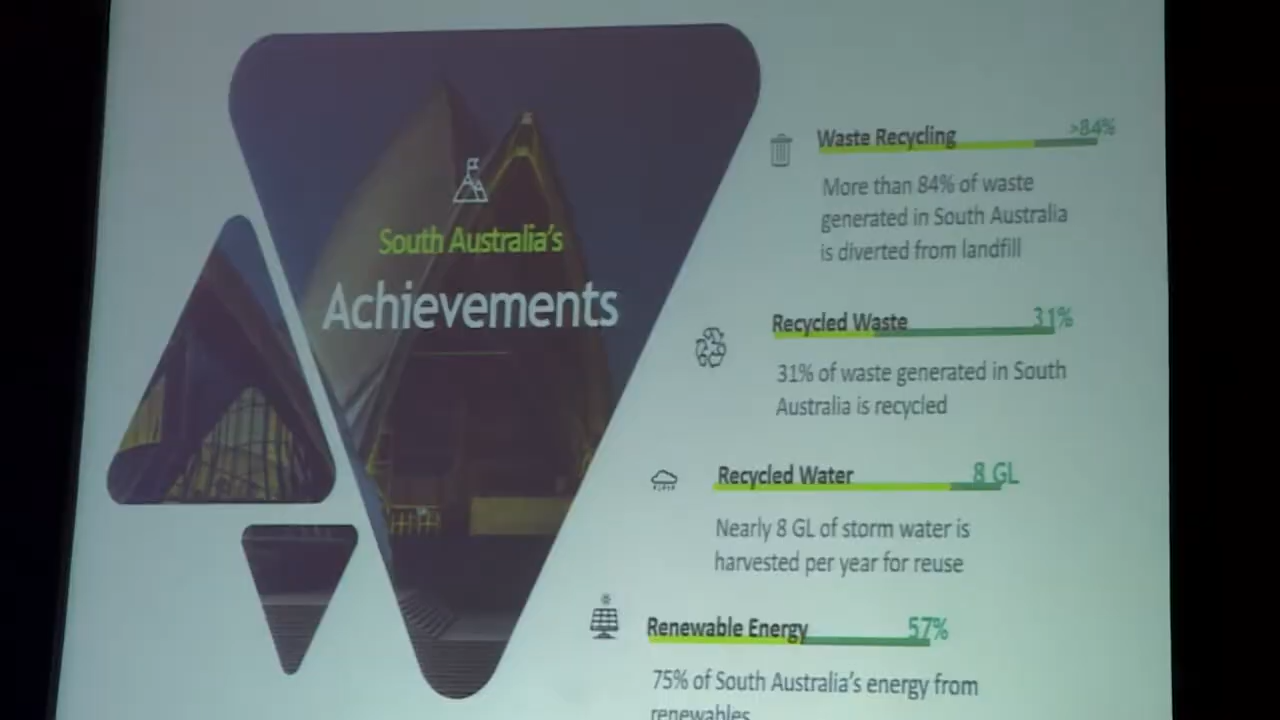 South Australia's
Achievements
Waste Recycling >84%
More than 84% of waste
generated in South Australia
is diverted from landfill
Recycled Waste 31%
31% of waste generated in South
Australia is recycled
Recycled Water 8 GL
Nearly 8 GL of storm water is
harvested per year for reuse
Renewable Energy 57%
75% of South Australia's energy from
renewables